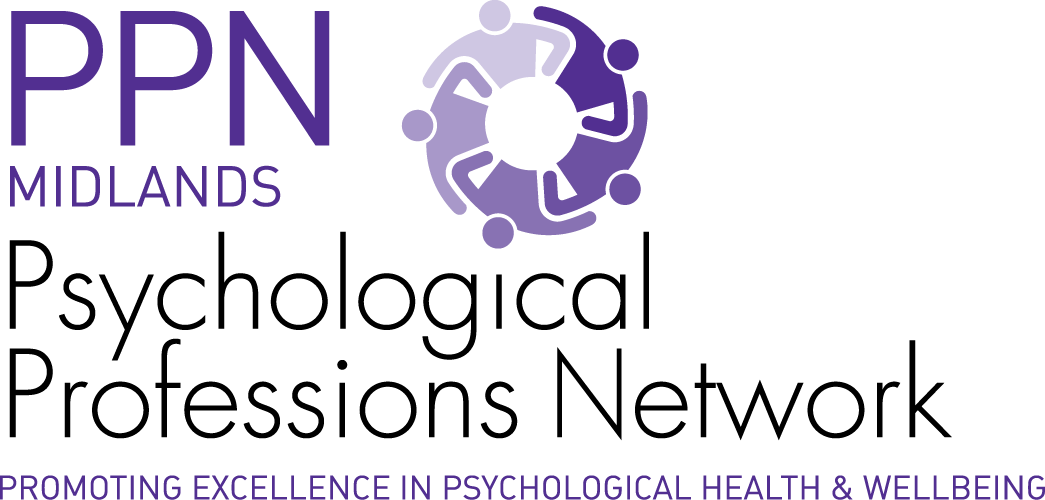 PPN
MIDLANDS
Psychological
Professions Network
PROMOTING EXCELLENCE IN PSYCHOLOGICAL HEALTH & WELLBEING